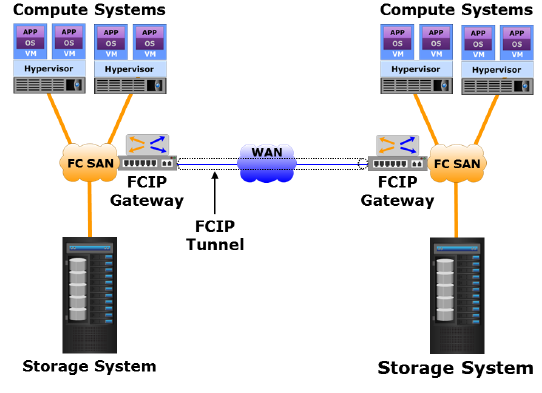 Compute Systems
Compute Systems
APP APP
OS OS
VM VM
Hypervisor
APP APP
OS OS
VM VM
Hypervisor
APP APP
OS OS
VM VM
Hypervisor
APP APP
OS OS
VM VM
Hypervisor
FC SAN
WAN
FC SAN
FCIP
Gateway
FCIP
Gateway
FCIP
Tunnel
Storage System
Storage System